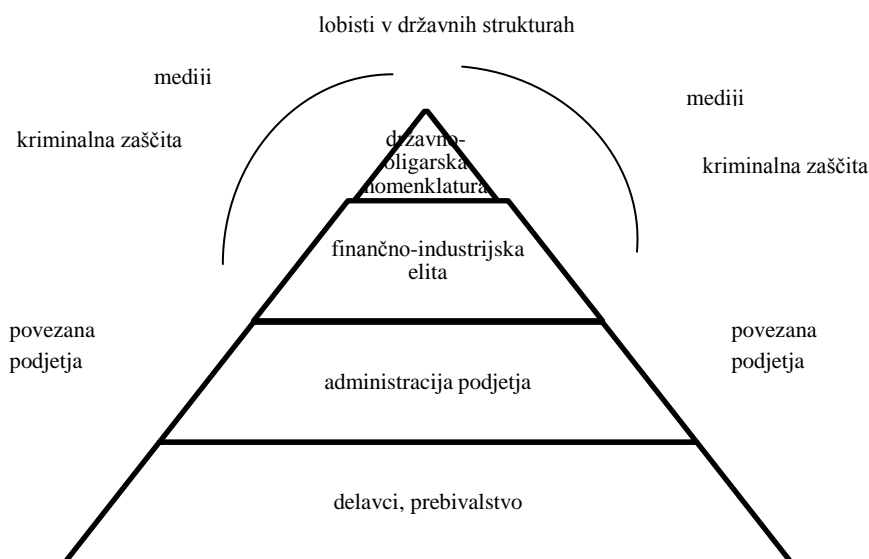 lobisti v državnih strukturah
mediji
mediji
kriminalna zaščita
državno-
oligarska
nomenklatura
kriminalna zaščita
finančno-industrijska
elita
povezana
podjetja
povezana
podjetja
administracija podjetja
delavci, prebivalstvo